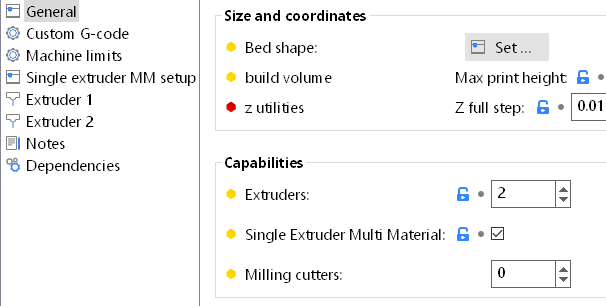 General
Custom G-code
Machine limits
Single extruder MM setup
Extruder 1
Extruder 2
Notes
Dependencies
Size and coordinates
Bed shape: Set ...
build volume Max print height:
z utilities Z full step: 0.01
Capabilities
Extruders: 2
Single Extruder Multi Material:
Milling cutters: 0